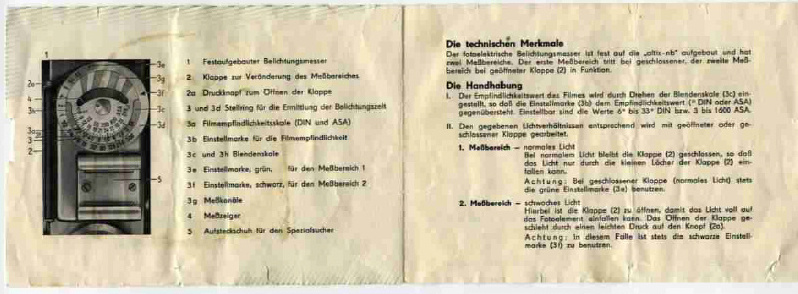 1
2a
4
3a
3
2
3e
3g
3f
3d
5
1 Festaufgebauter Belichtungsmesser
2 Klappe zur Veränderung des Meßbereiches
2a Druckknopf zum Öffnen der Klappe
3 und 3d Stellring für die Ermittlung der Belichtungszeit
3a Filmempfindlichkeitsskale (DIN und ASA)
3b Einstellmarke für die Filmempfindlichkeit
3c und 3h Blendenskale
3e Einstellmarke, grün, für den Meßbereich 1
3f Einstellmarke, schwarz, für den Meßbereich 2
3g Meßkanäle
4 Meßzeiger
5 Aufsteckschuh für den Spezialsucher
Die technischen Merkmale
Der fotoelektrische Belichtungsmesser ist fest auf die „altix-nb" aufgebaut und hat
zwei Meßbereiche. Der erste Meßbereich tritt bei geschlossener, der zweite Meß-
bereich bei geöffneter Klappe (2) in Funktion.
Die Handhabung
I. Der Empfindlichkeitswert des Filmes wird durch Drehen der Blendenskale (3c) ein-
gestellt, so daß die Einstellmarke (3b) dem Empfindlichkeitswert (° DIN oder ASA)
gegenübersteht. Einstellbar sind die Werte 6° bis 33° DIN bzw. 3 bis 1600 ASA.
II. Den gegebenen Lichtverhältnissen entsprechend wird mit geöffneter oder ge-
schlossener Klappe gearbeitet.
1. Meßbereich – normales Licht
Bei normalem Licht bleibt die Klappe (2) geschlossen, so daß
das Licht nur durch die kleinen Löcher der Klappe (2) ein-
fallen kann.
Achtung: Bei geschlossener Klappe (normales Licht) stets
die grüne Einstellmarke (3e) benutzen.
2. Meßbereich – schwaches Licht
Hierbei ist die Klappe (2) zu öffnen, damit das Licht voll auf
das Fotoelement einfallen kann. Das Öffnen der Klappe ge-
schieht durch einen leichten Druck auf den Knopf (2a).
Achtung: In diesem Falle ist stets die schwarze Einstell-
marke (3f) zu benutzen.